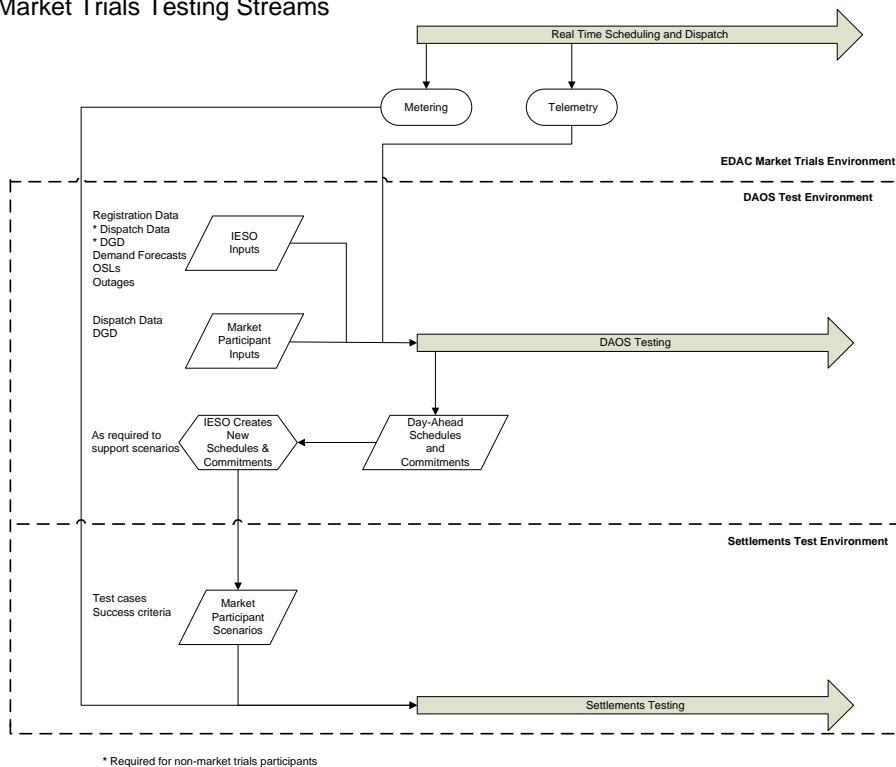 Market Trials Testing Streams
Real Time Scheduling and Dispatch
Metering
Telemetry
EDAC Market Trials Environment
DAOS Test Environment
Registration Data
* Dispatch Data
* DGD
Demand Forecasts
OSLs
Outages
IESO
Inputs
Dispatch Data
DGD
Market
Participant
Inputs
DAOS Testing
As required to
support scenarios
IESO Creates
New
Schedules &
Commitments
Day-Ahead
Schedules
and
Commitments
Settlements Test Environment
Test cases
Success criteria
Market
Participant
Scenarios
Settlements Testing
* Required for non-market trials participants